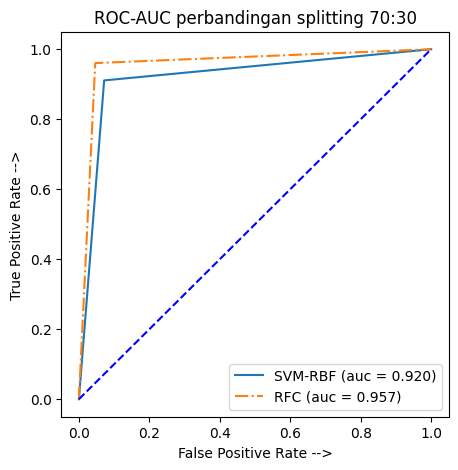 ROC-AUC perbandingan splitting 70:30
True Positive Rate -->
1.0
0.8
0.6
0.4
0.2
0.0
SVM-RBF (auc = 0.920)
RFC (auc = 0.957)
0.0 0.2 0.4 0.6 0.8 1.0
False Positive Rate -->